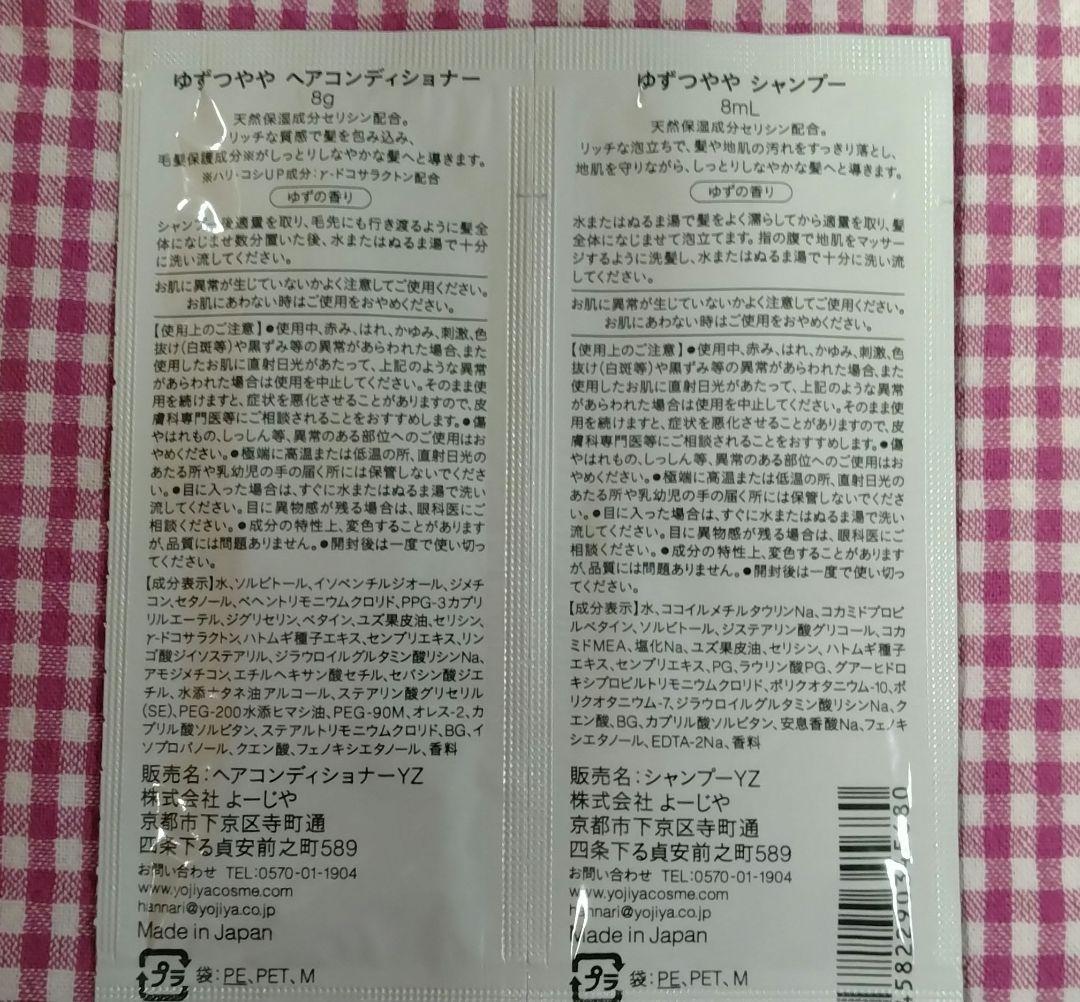 ゆずつやや ヘアコンディショナー
8g
天然保湿成分セリシン配合。
リッチな質感で髪を包み込み、
毛髪保護成分※がしっとりしなやかな髪へと導きます。
※ハリ・コシUP成分:γ-ドコサラクトン配合
ゆずの香り
シャンプー後適量を取り、毛先にも行き渡るように髪全
体になじませ数分置いた後、水またはぬるま湯で十分
に洗い流してください。
お肌に異常が生じていないかよく注意してご使用ください。
お肌にあわない時はご使用をおやめください。
【使用上のご注意】●使用中、赤み、はれ、かゆみ、刺激、色
抜け(白斑等)や黒ずみ等の異常があらわれた場合、また
使用したお肌に直射日光があたって、上記のような異常
があらわれた場合は使用を中止してください。そのまま使
用を続けますと、症状を悪化させることがありますので、皮
膚科専門医等にご相談されることをおすすめします。●傷
やはれもの、しっしん等、異常のある部位へのご使用はお
やめください。●極端に高温または低温の所、直射日光の
あたる所や乳幼児の手の届く所には保管しないでくださ
い。●目に入った場合は、すぐに水またはぬるま湯で洗い
流してください。目に異物感が残る場合は、眼科医にご
相談ください。●成分の特性上、変色することがあります
が、品質には問題ありません。●開封後は一度で使い切っ
てください。
【成分表示】水、ソルビトール、イソペンチルジオール、ジメチ
コン、セタノール、ベヘントリモニウムクロリド、PPG-3カプリ
リルエーテル、ジグリセリン、ベタイン、ユズ果皮油、セリシン、
γ-ドコサラクトン、ハトムギ種子エキス、センブリエキス、リン
ゴ酸ジイソステアリル、ジラウロイルグルタミン酸リシンNa、
アモジメチコン、エチルヘキサン酸セチル、セバシン酸ジエ
チル、水添ナタネ油アルコール、ステアリン酸グリセリル
(SE)、PEG-200水添ヒマシ油、PEG-90M、オレス-2、カ
プリル酸ソルビタン、ステアルトリモニウムクロリド、BG、イ
ソプロパノール、クエン酸、フェノキシエタノール、香料
販売名:ヘアコンディショナーYZ
株式会社 よーじや
京都市下京区寺町通
四条下る貞安前之町589
お問い合わせ TEL:0570-01-1904
www.yojiyacosme.com
hannari@yojiya.co.jp
Made in Japan
プラ 袋:PE、PET、M
ゆずつやや シャンプー
8mL
天然保湿成分セリシン配合。
リッチな泡立ちで、髪や地肌の汚れをすっきり落とし、
地肌を守りながら、しっとりしなやかな髪へと導きます。
ゆずの香り
水またはぬるま湯で髪をよく濡らしてから適量を取り、髪
全体になじませて泡立てます。指の腹で地肌をマッサー
ジするように洗髪し、水またはぬるま湯で十分に洗い流
してください。
お肌に異常が生じていないかよく注意してご使用ください。
お肌にあわない時はご使用をおやめください。
【使用上のご注意】●使用中、赤み、はれ、かゆみ、刺激、色
抜け(白斑等)や黒ずみ等の異常があらわれた場合、また
使用したお肌に直射日光があたって、上記のような異常
があらわれた場合は使用を中止してください。そのまま使
用を続けますと、症状を悪化させることがありますので、皮
膚科専門医等にご相談されることをおすすめします。●傷
やはれもの、しっしん等、異常のある部位へのご使用はお
やめください。●極端に高温または低温の所、直射日光の
あたる所や乳幼児の手の届く所には保管しないでくださ
い。●目に入った場合は、すぐに水またはぬるま湯で洗い
流してください。目に異物感が残る場合は、眼科医にご
相談ください。●成分の特性上、変色することがあります
が、品質には問題ありません。●開封後は一度で使い切っ
てください。
【成分表示】水、ココイルメチルタウリンNa、コカミドプロピ
ルベタイン、ソルビトール、ジステアリン酸グリコール、コカ
ミドMEA、塩化Na、ユズ果皮油、セリシン、ハトムギ種子
エキス、センブリエキス、PG、ラウリン酸PG、グアーヒドロ
キシプロピルトリモニウムクロリド、ポリクオタニウム-10、ポ
リクオタニウム-7、ジラウロイルグルタミン酸リシンNa、ク
エン酸、BG、カプリル酸ソルビタン、安息香酸Na、フェノキ
シエタノール、EDTA-2Na、香料
販売名:シャンプーYZ
株式会社 よーじや
京都市下京区寺町通
四条下る貞安前之町589
お問い合わせ TEL:0570-01-1904
www.yojiyacosme.com
hannari@yojiya.co.jp
Made in Japan
プラ 袋:PE、PET、M